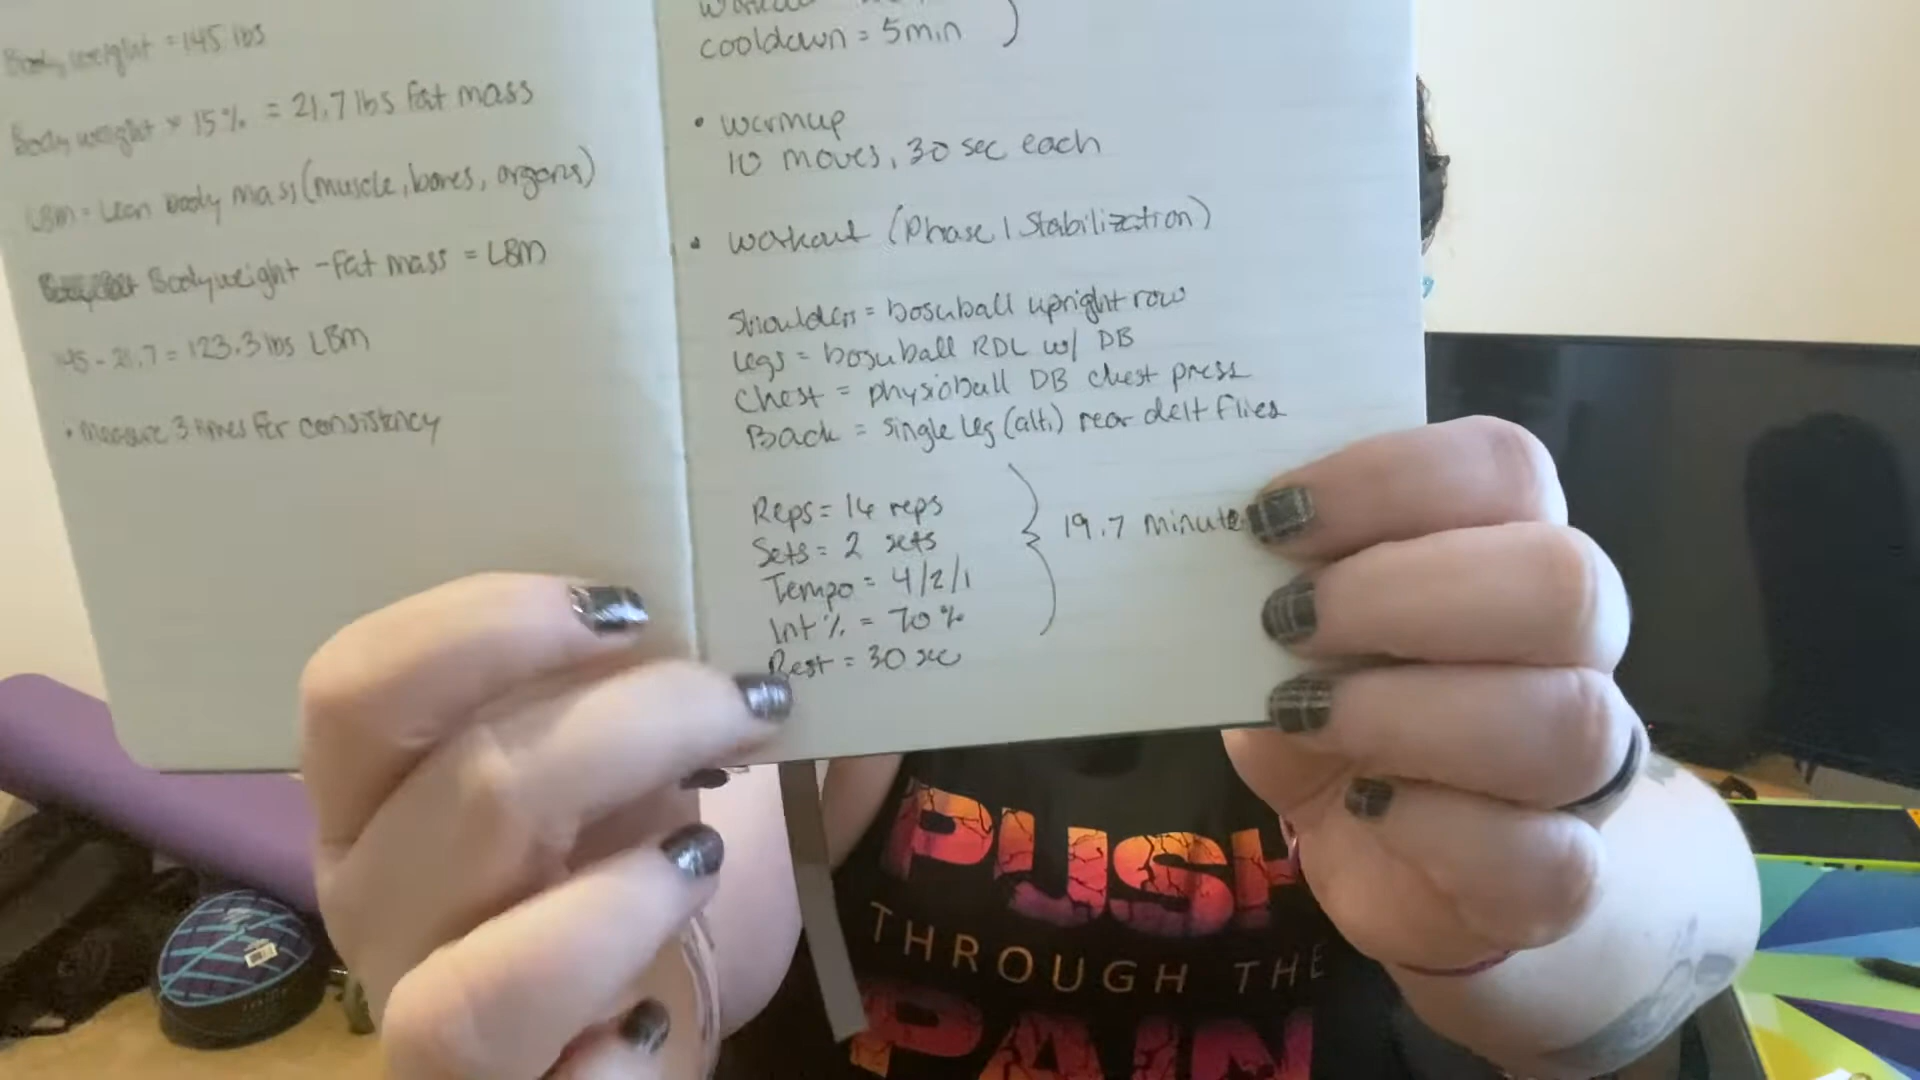 Body weight = 145 lbs
Body weight * 15% = 21.7 lbs fat mass
LBM = Lean body mass (muscle, bones, organs)
Bodyweight - fat mass = LBM
145 - 21.7 = 123.3 lbs LBM
• measure 3 times for consistency
cooldown = 5min )
• warmup
10 moves, 30 sec each
• workout (Phase 1 Stabilization)
Shoulders = bosuball upright row
Legs = bosuball RDL w/ DB
Chest = physioball DB chest press
Back = single leg (alt.) rear delt flies
Reps = 14 reps
Sets = 2 sets
Tempo = 4/2/1
Int % = 70%
Rest = 30 sec
} 19.7 minute
PUSH
THROUGH THE
PAIN